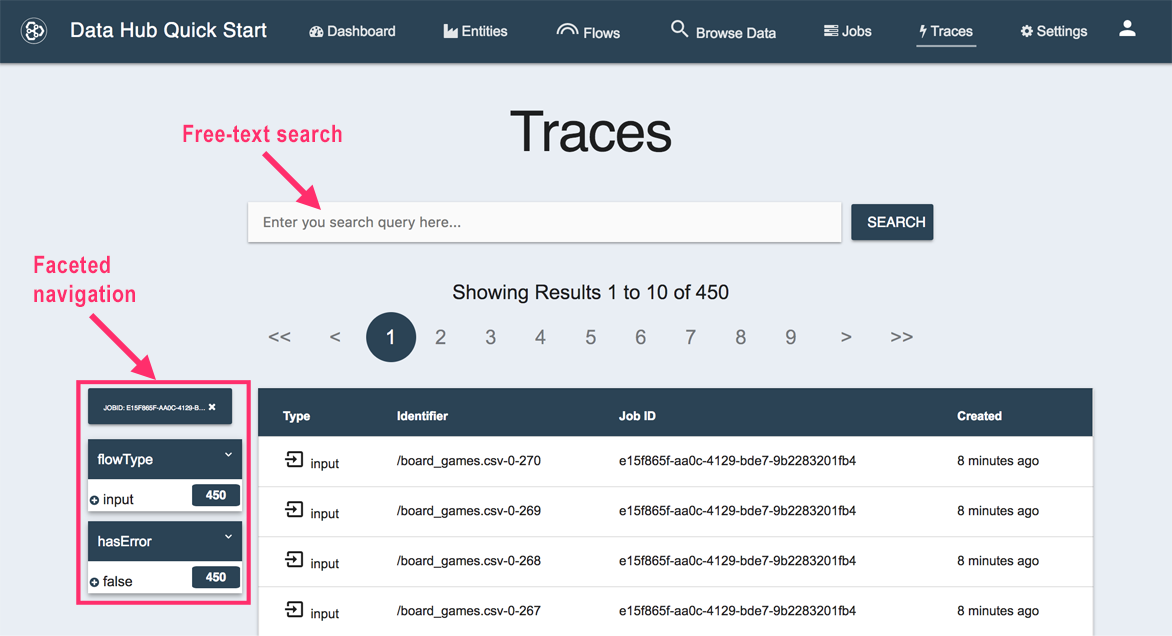 Data Hub Quick Start Dashboard Entities Flows Browse Data Jobs Traces Settings
Traces
Free-text search
Enter you search query here... SEARCH
Faceted
navigation
Showing Results 1 to 10 of 450
<< < 1 2 3 4 5 6 7 8 9 > >>
JOBID: E15F865F-AA0C-4129-B... ×
flowType
input 450
hasError
false 450
Type Identifier Job ID Created
input /board_games.csv-0-270 e15f865f-aa0c-4129-bde7-9b2283201fb4 8 minutes ago
input /board_games.csv-0-269 e15f865f-aa0c-4129-bde7-9b2283201fb4 8 minutes ago
input /board_games.csv-0-268 e15f865f-aa0c-4129-bde7-9b2283201fb4 8 minutes ago
input /board_games.csv-0-267 e15f865f-aa0c-4129-bde7-9b2283201fb4 8 minutes ago